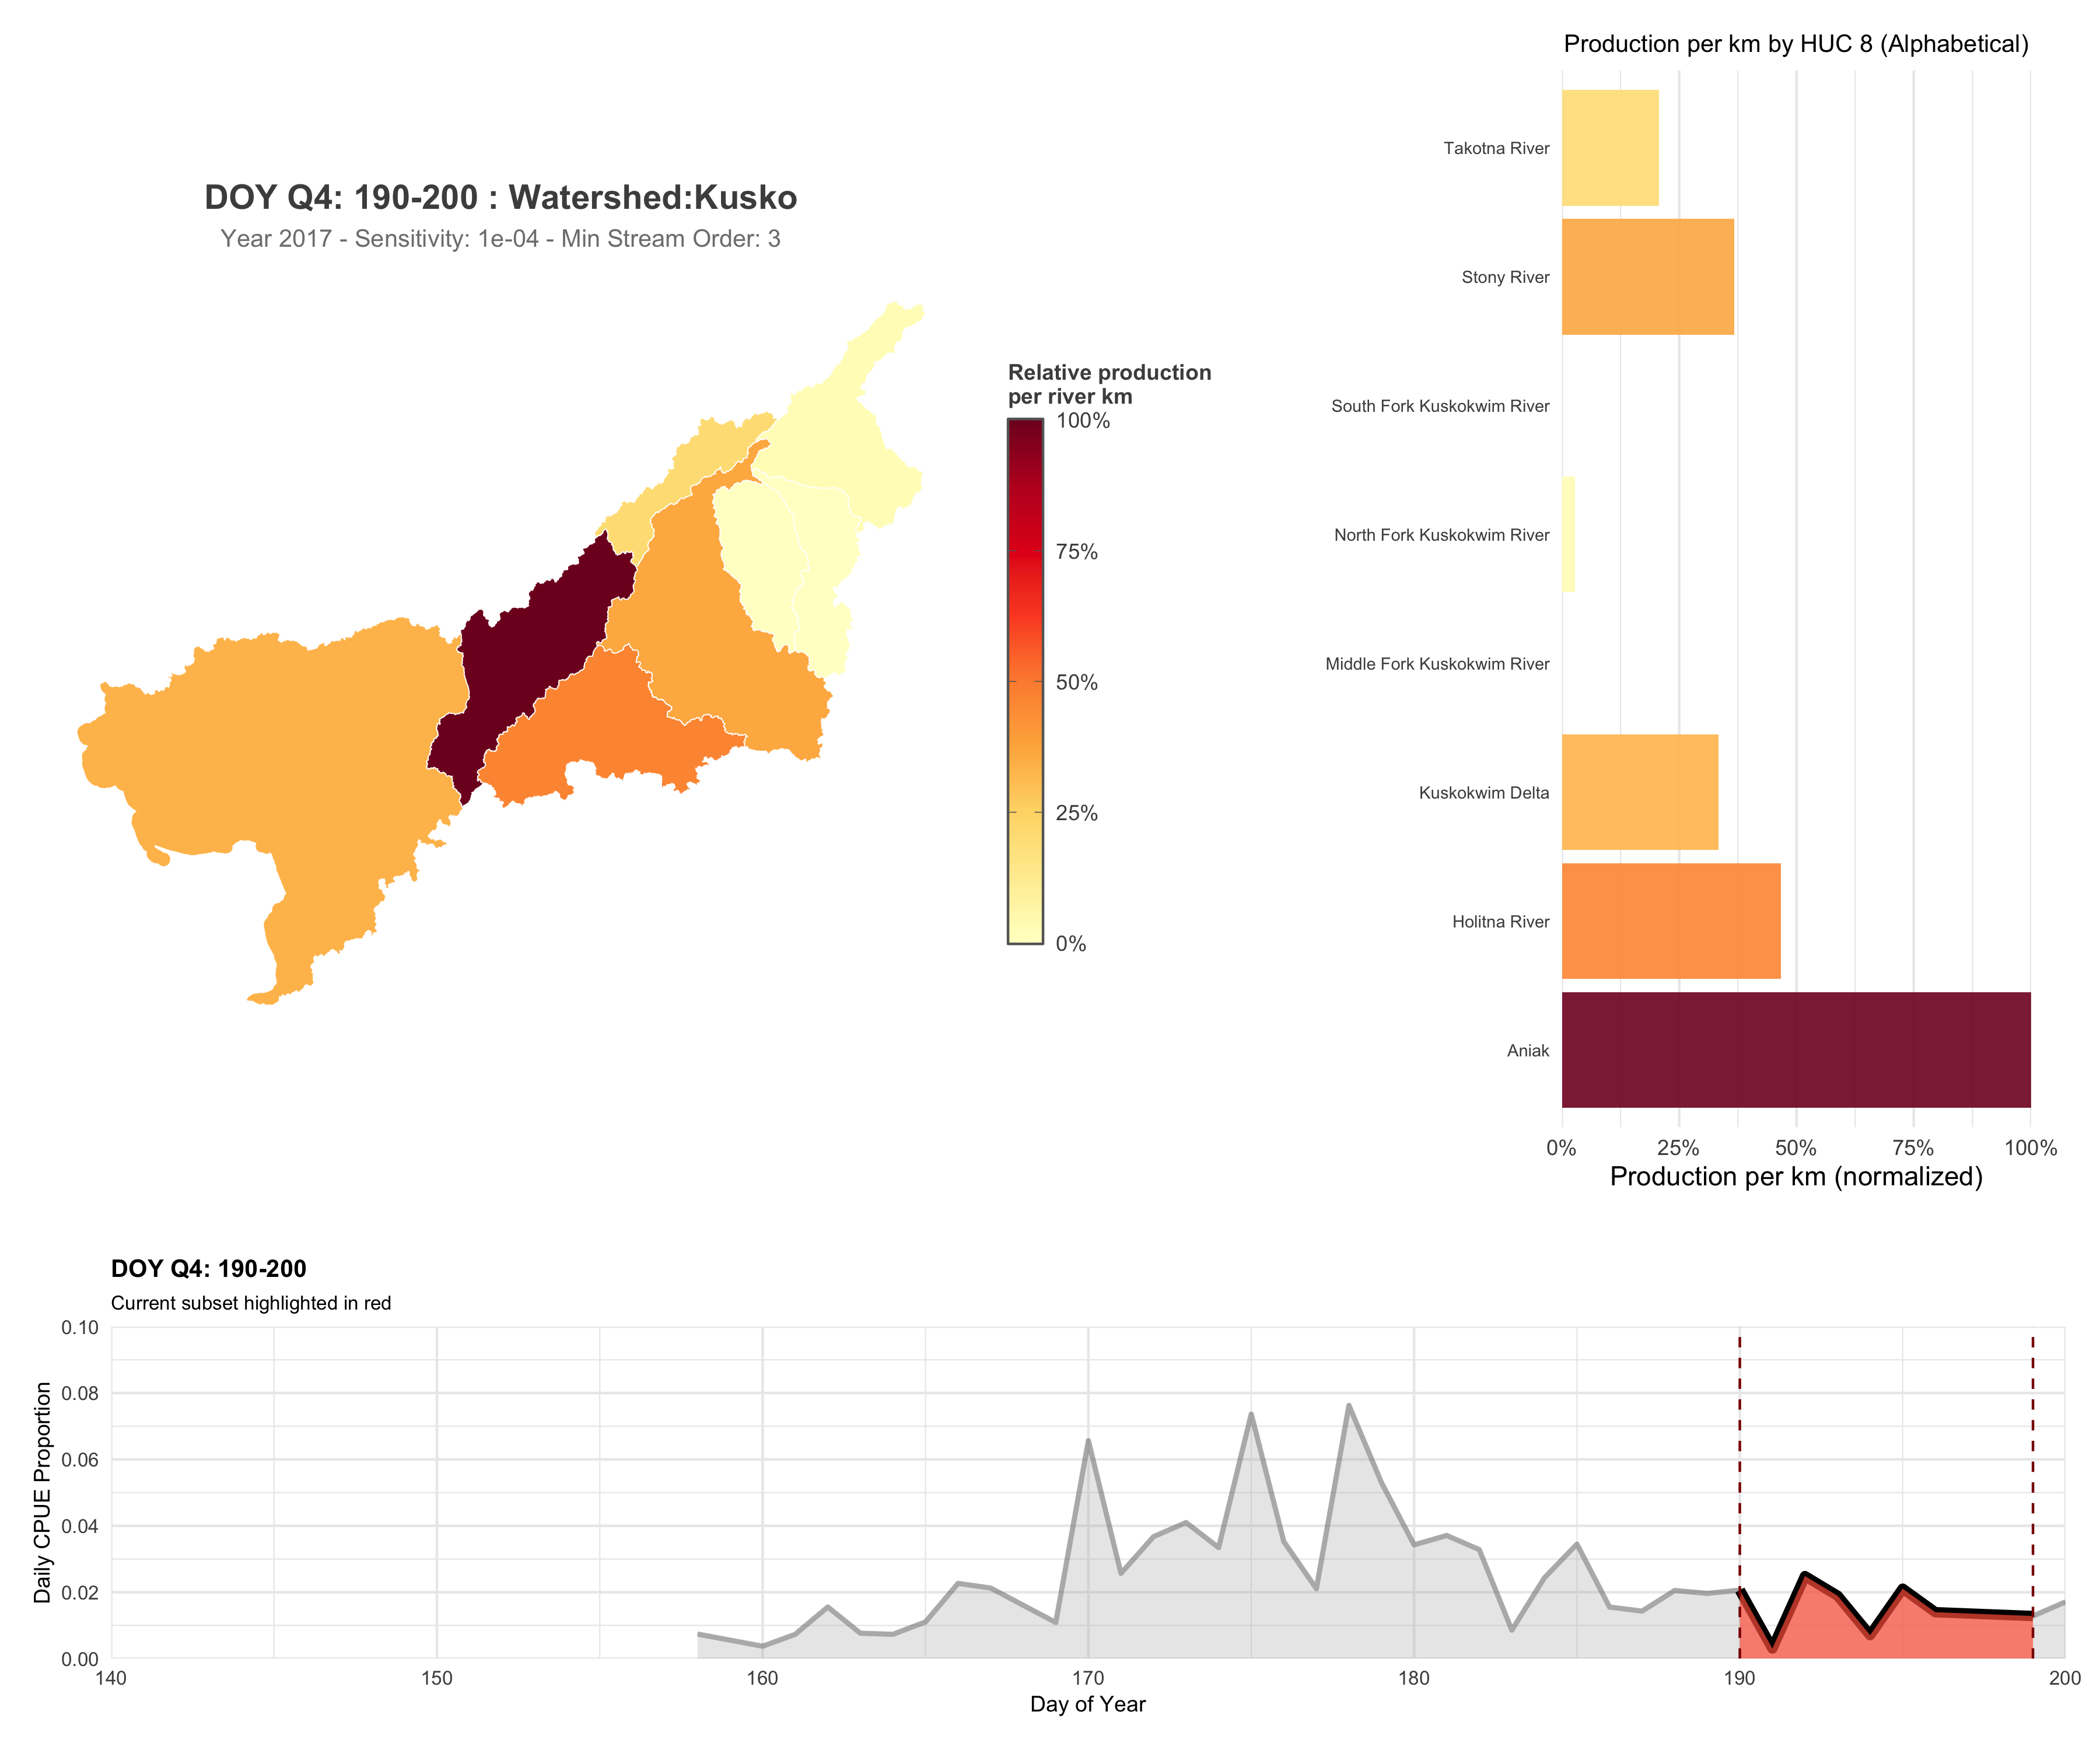 Production per km by HUC 8 (Alphabetical)
Takotna River
Stony River
South Fork Kuskokwim River
North Fork Kuskokwim River
Middle Fork Kuskokwim River
Kuskokwim Delta
Holitna River
Aniak
0%
25%
50%
75%
100%
Production per km (normalized)
DOY Q4: 190-200 : Watershed:Kusko
Year 2017 - Sensitivity: 1e-04 - Min Stream Order: 3
Relative production
per river km
100%
75%
50%
25%
0%
DOY Q4: 190-200
Current subset highlighted in red
Daily CPUE Proportion
0.10
0.08
0.06
0.04
0.02
0.00
140
150
160
170
180
190
200
Day of Year